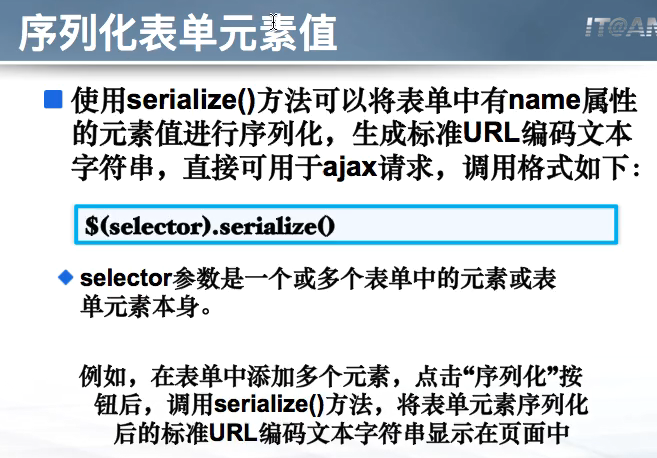 序列化表单元素值
IT@AM
使用serialize()方法可以将表单中有name属性
的元素值进行序列化，生成标准URL编码文本
字符串，直接可用于ajax请求，调用格式如下：
$(selector).serialize()
selector参数是一个或多个表单中的元素或表
单元素本身。
例如，在表单中添加多个元素，点击“序列化”按
钮后，调用serialize()方法，将表单元素序列化
后的标准URL编码文本字符串显示在页面中